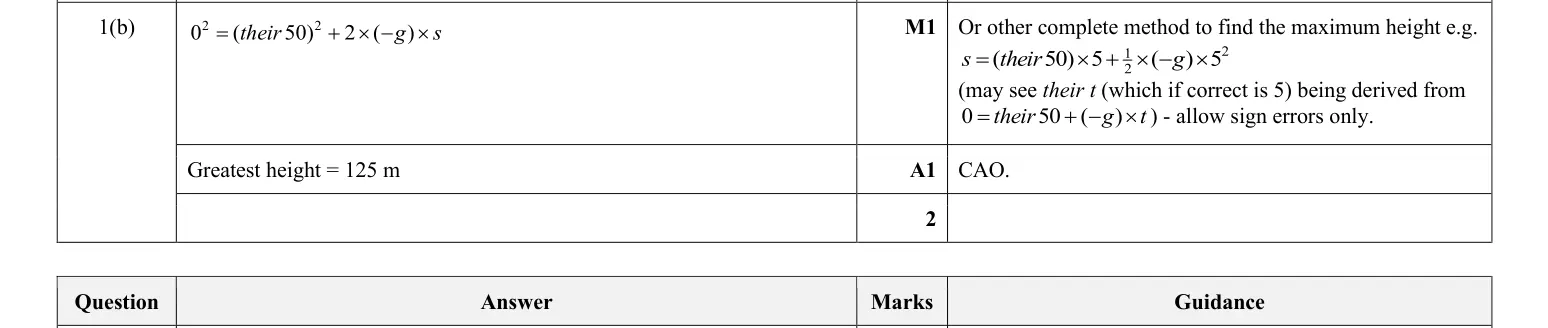 1(b) 0² = (their 50)² + 2 × (−g) × s M1 Or other complete method to find the maximum height e.g.
s = (their 50) × 5 + ½ × (−g) × 5²
(may see their t (which if correct is 5) being derived from
0 = their 50 + (−g) × t ) - allow sign errors only.
Greatest height = 125 m A1 CAO.
2
Question Answer Marks Guidance